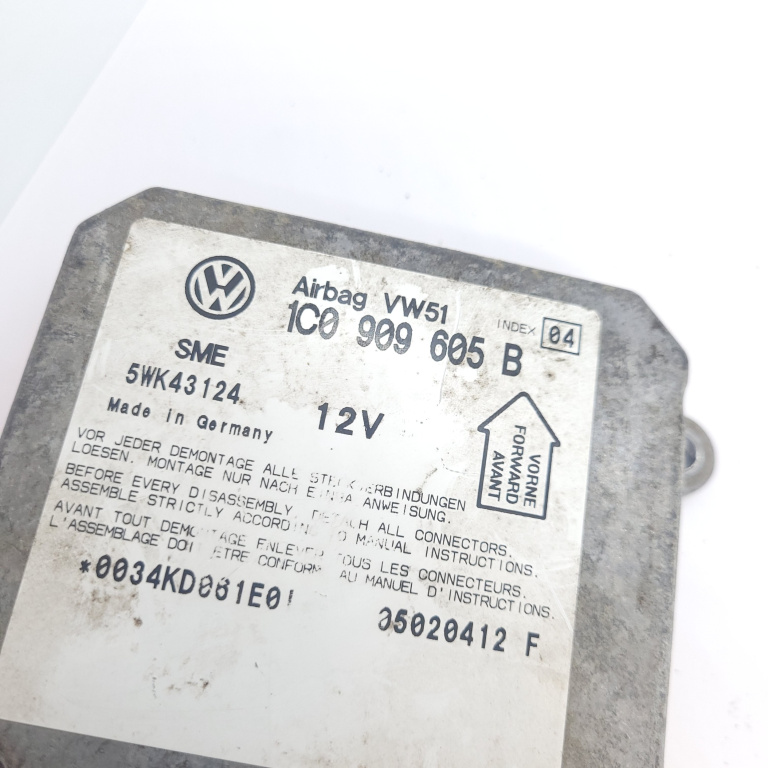 Airbag VW51
1C0 909 605 B
INDEX 04
SME
5WK43124
Made in Germany
12V
VORNE
FORWARD
AVANT
VOR JEDER DEMONTAGE ALLE
LOESEN. MONTAGE NUR NACH ANWEISUNG.
BEFORE EVERY DISASSEMBLY, ALL CONNECTORS.
ASSEMBLE STRICTLY MANUAL INSTRUCTIONS.
AVANT TOUT LES CONNECTEURS.
L'ASSEMBLAGE AU MANUEL D'INSTRUCTIONS.